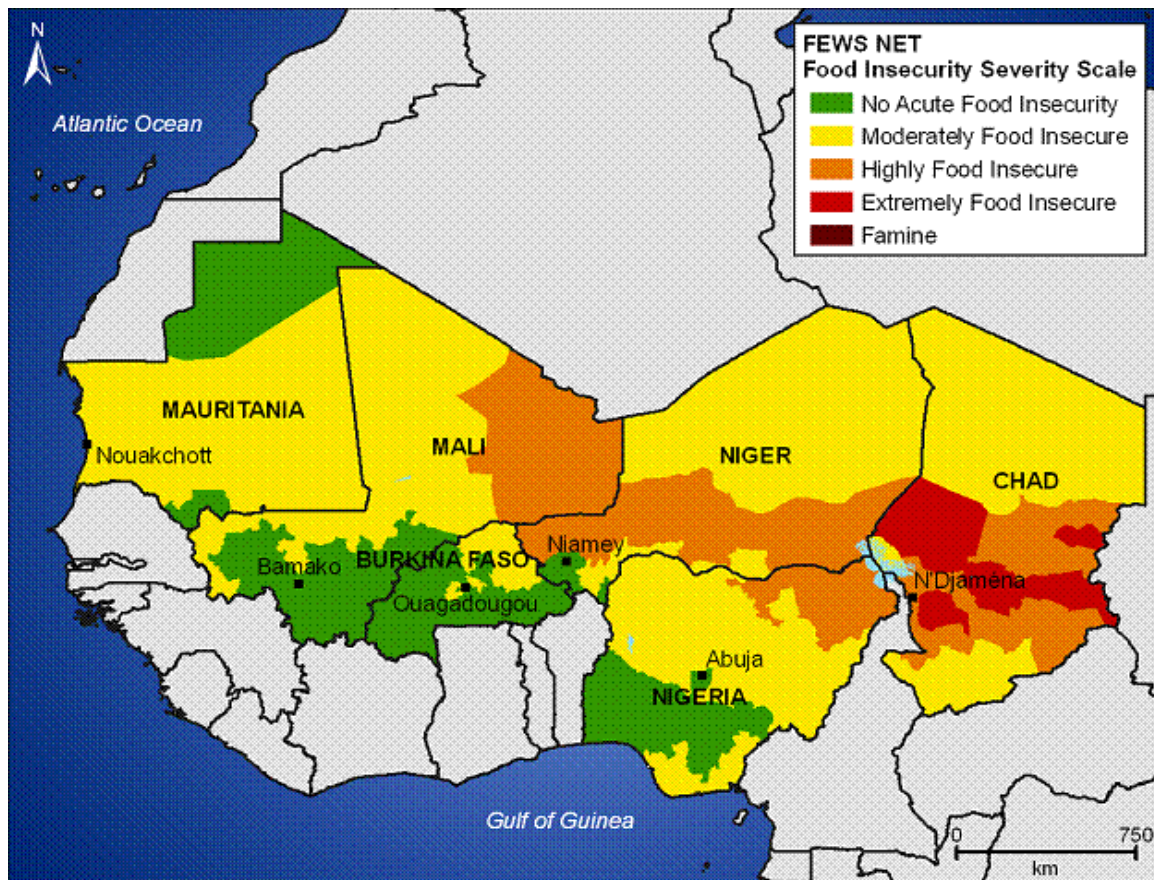 N
Atlantic Ocean
FEWS NET
Food Insecurity Severity Scale
No Acute Food Insecurity
Moderately Food Insecure
Highly Food Insecure
Extremely Food Insecure
Famine
MAURITANIA
Nouakchott
MALI
NIGER
CHAD
BURKINA FASO
Niamey
Bamako
Ouagadougou
N'Djaména
Abuja
NIGERIA
Gulf of Guinea
0 750
km